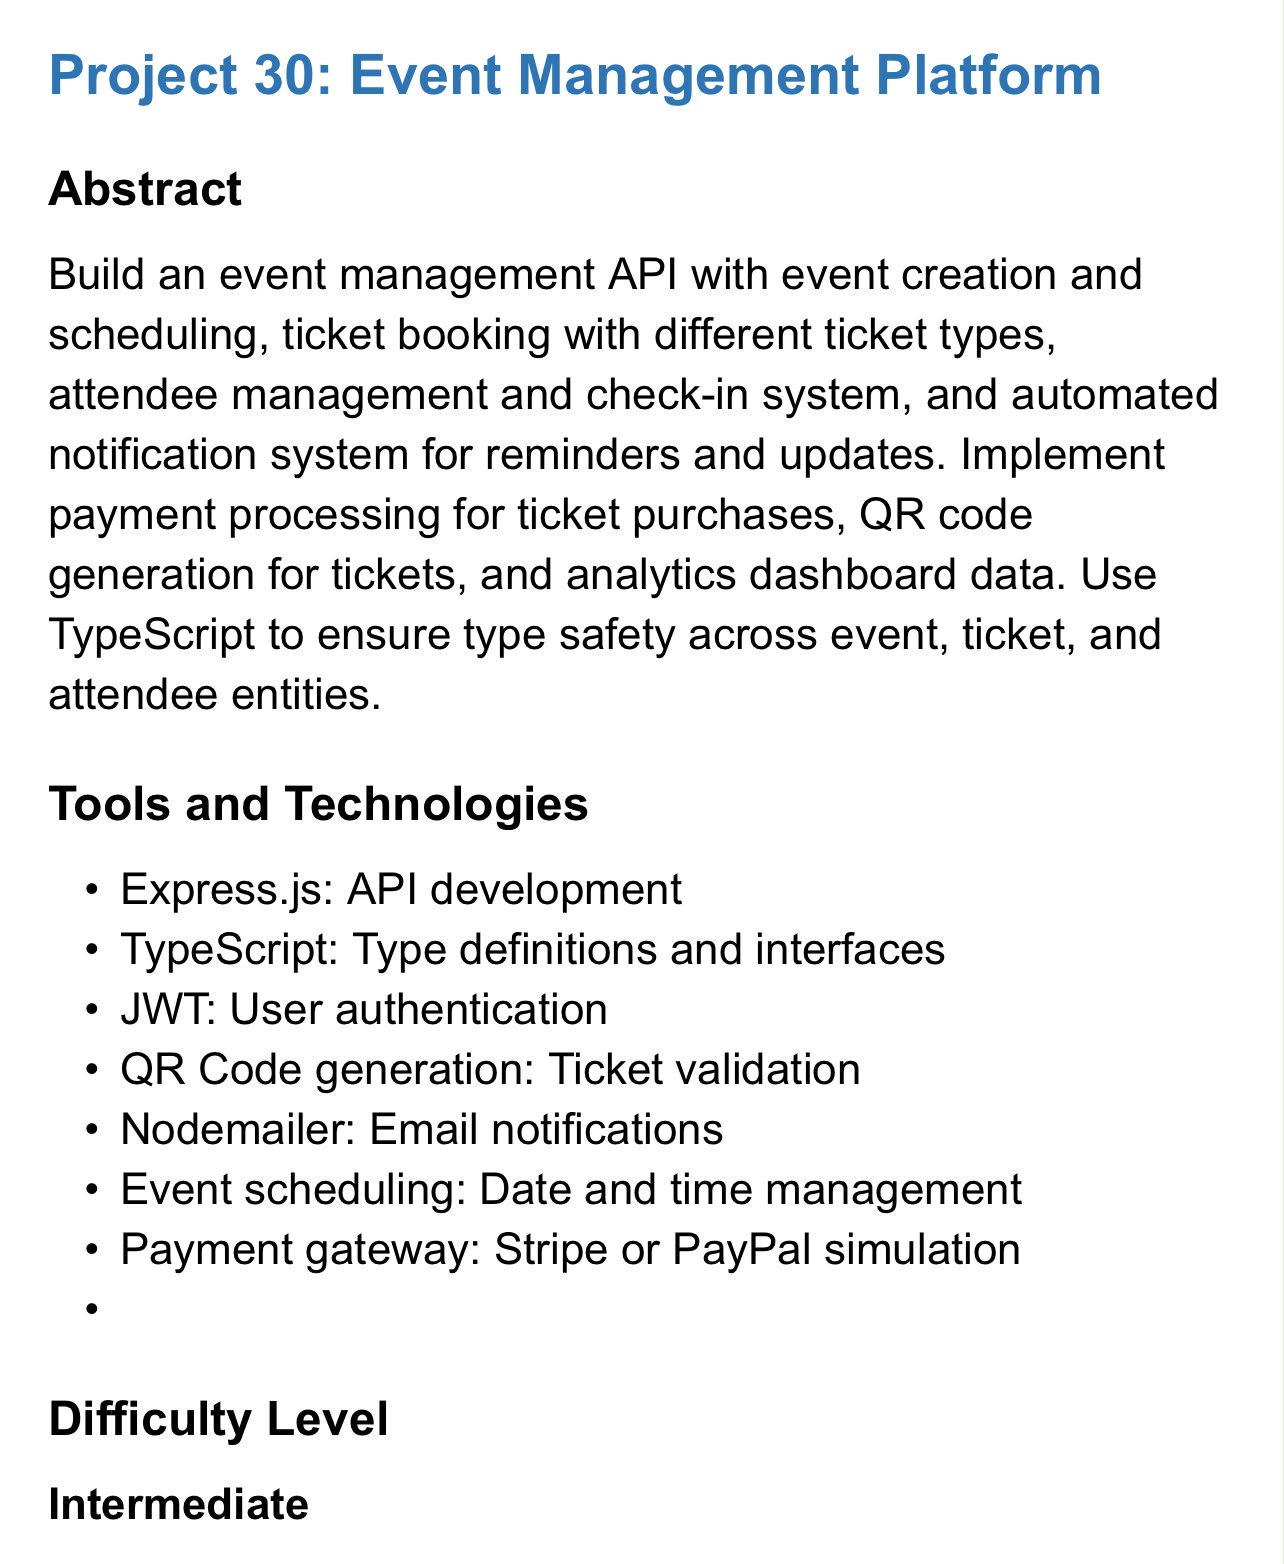 Project 30: Event Management Platform
Abstract
Build an event management API with event creation and
scheduling, ticket booking with different ticket types,
attendee management and check-in system, and automated
notification system for reminders and updates. Implement
payment processing for ticket purchases, QR code
generation for tickets, and analytics dashboard data. Use
TypeScript to ensure type safety across event, ticket, and
attendee entities.
Tools and Technologies
• Express.js: API development
• TypeScript: Type definitions and interfaces
• JWT: User authentication
• QR Code generation: Ticket validation
• Nodemailer: Email notifications
• Event scheduling: Date and time management
• Payment gateway: Stripe or PayPal simulation
•
Difficulty Level
Intermediate